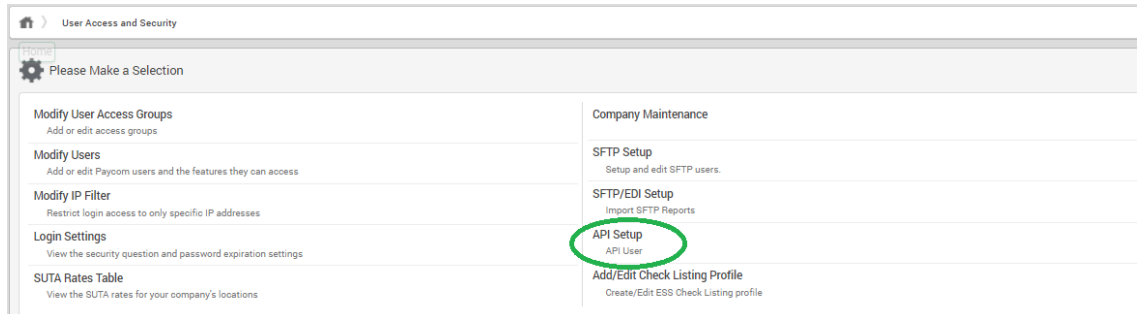 User Access and Security
Home
Please Make a Selection
Modify User Access Groups
Add or edit access groups
Modify Users
Add or edit Paycom users and the features they can access
Modify IP Filter
Restrict login access to only specific IP addresses
Login Settings
View the security question and password expiration settings
SUTA Rates Table
View the SUTA rates for your company's locations
Company Maintenance
SFTP Setup
Setup and edit SFTP users.
SFTP/EDI Setup
Import SFTP Reports
API Setup
API User
Add/Edit Check Listing Profile
Create/Edit ESS Check Listing profile